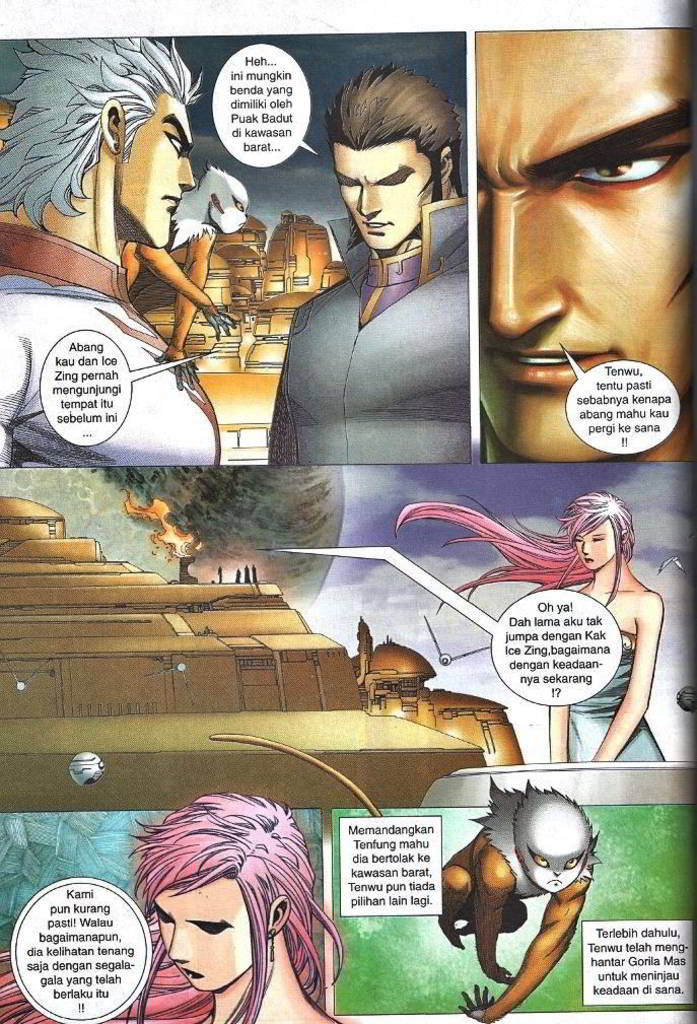 Heh...
ini mungkin
benda yang
dimiliki oleh
Puak Badut
di kawasan
barat...
Abang
kau dan Ice
Zing pernah
mengunjungi
tempat itu
sebelum ini
...
Tenwu,
tentu pasti
sebabnya kenapa
abang mahu kau
pergi ke sana
!!
Oh ya!
Dah lama aku tak
jumpa dengan Kak
Ice Zing,bagaimana
dengan keadaan-
nya sekarang
!?
Kami
pun kurang
pasti! Walau
bagaimanapun,
dia kelihatan tenang
saja dengan segala-
gala yang telah
berlaku itu
!!
Memandangkan
Tenfung mahu
dia bertolak ke
kawasan barat,
Tenwu pun tiada
pilihan lain lagi.
Terlebih dahulu,
Tenwu telah meng-
hantar Gorila Mas
untuk meninjau
keadaan di sana.